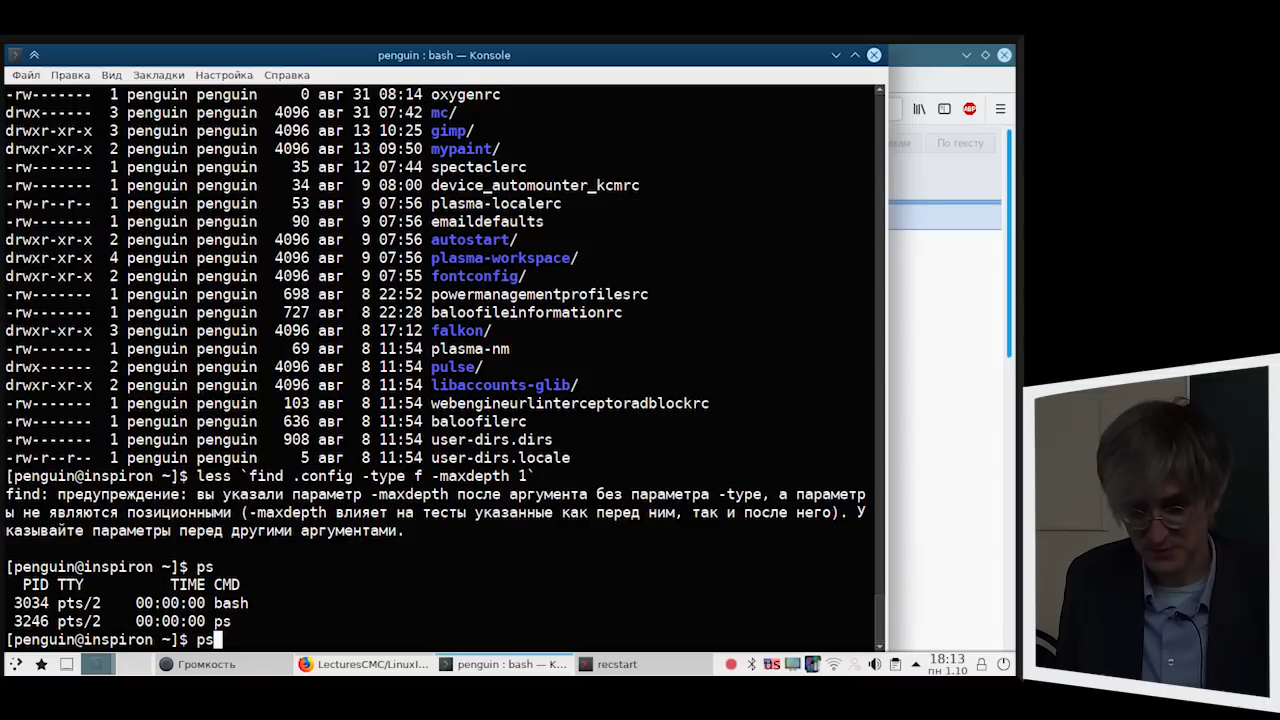 penguin : bash — Konsole
Файл Правка Вид Закладки Настройка Справка
-rw------- 1 penguin penguin 0 авг 31 08:14 oxygenrc
drwx------ 3 penguin penguin 4096 авг 31 07:42 mc/
drwxr-xr-x 3 penguin penguin 4096 авг 13 10:25 gimp/
drwxr-xr-x 2 penguin penguin 4096 авг 13 09:50 mypaint/
-rw------- 1 penguin penguin 35 авг 12 07:44 spectaclerc
-rw------- 1 penguin penguin 34 авг 9 08:00 device_automounter_kcmrc
-rw-r--r-- 1 penguin penguin 53 авг 9 07:56 plasma-localerc
-rw------- 1 penguin penguin 90 авг 9 07:56 emaildefaults
drwxr-xr-x 2 penguin penguin 4096 авг 9 07:56 autostart/
drwxr-xr-x 4 penguin penguin 4096 авг 9 07:56 plasma-workspace/
drwxr-xr-x 2 penguin penguin 4096 авг 9 07:55 fontconfig/
-rw------- 1 penguin penguin 698 авг 8 22:52 powermanagementprofilesrc
-rw------- 1 penguin penguin 727 авг 8 22:28 baloofileinformationrc
drwxr-xr-x 3 penguin penguin 4096 авг 8 17:12 falkon/
-rw------- 1 penguin penguin 69 авг 8 11:54 plasma-nm
drwx------ 2 penguin penguin 4096 авг 8 11:54 pulse/
drwxr-xr-x 2 penguin penguin 4096 авг 8 11:54 libaccounts-glib/
-rw------- 1 penguin penguin 103 авг 8 11:54 webengineurlinterceptoradblockrc
-rw------- 1 penguin penguin 636 авг 8 11:54 baloofilerc
-rw------- 1 penguin penguin 908 авг 8 11:54 user-dirs.dirs
-rw-r--r-- 1 penguin penguin 5 авг 8 11:54 user-dirs.locale
[penguin@inspiron ~]$ less `find .config -type f -maxdepth 1`
find: предупреждение: вы указали параметр -maxdepth после аргумента без параметра -type, а параметр
ы не являются позиционными (-maxdepth влияет на тесты указанные как перед ним, так и после него). У
казывайте параметры перед другими аргументами.
[penguin@inspiron ~]$ ps
PID TTY TIME CMD
3034 pts/2 00:00:00 bash
3246 pts/2 00:00:00 ps
[penguin@inspiron ~]$ ps
ABP
По тексту
Громкость
LecturesCMC/LinuxI...
penguin : bash — K...
recstart
US
18:13
пн 1.10